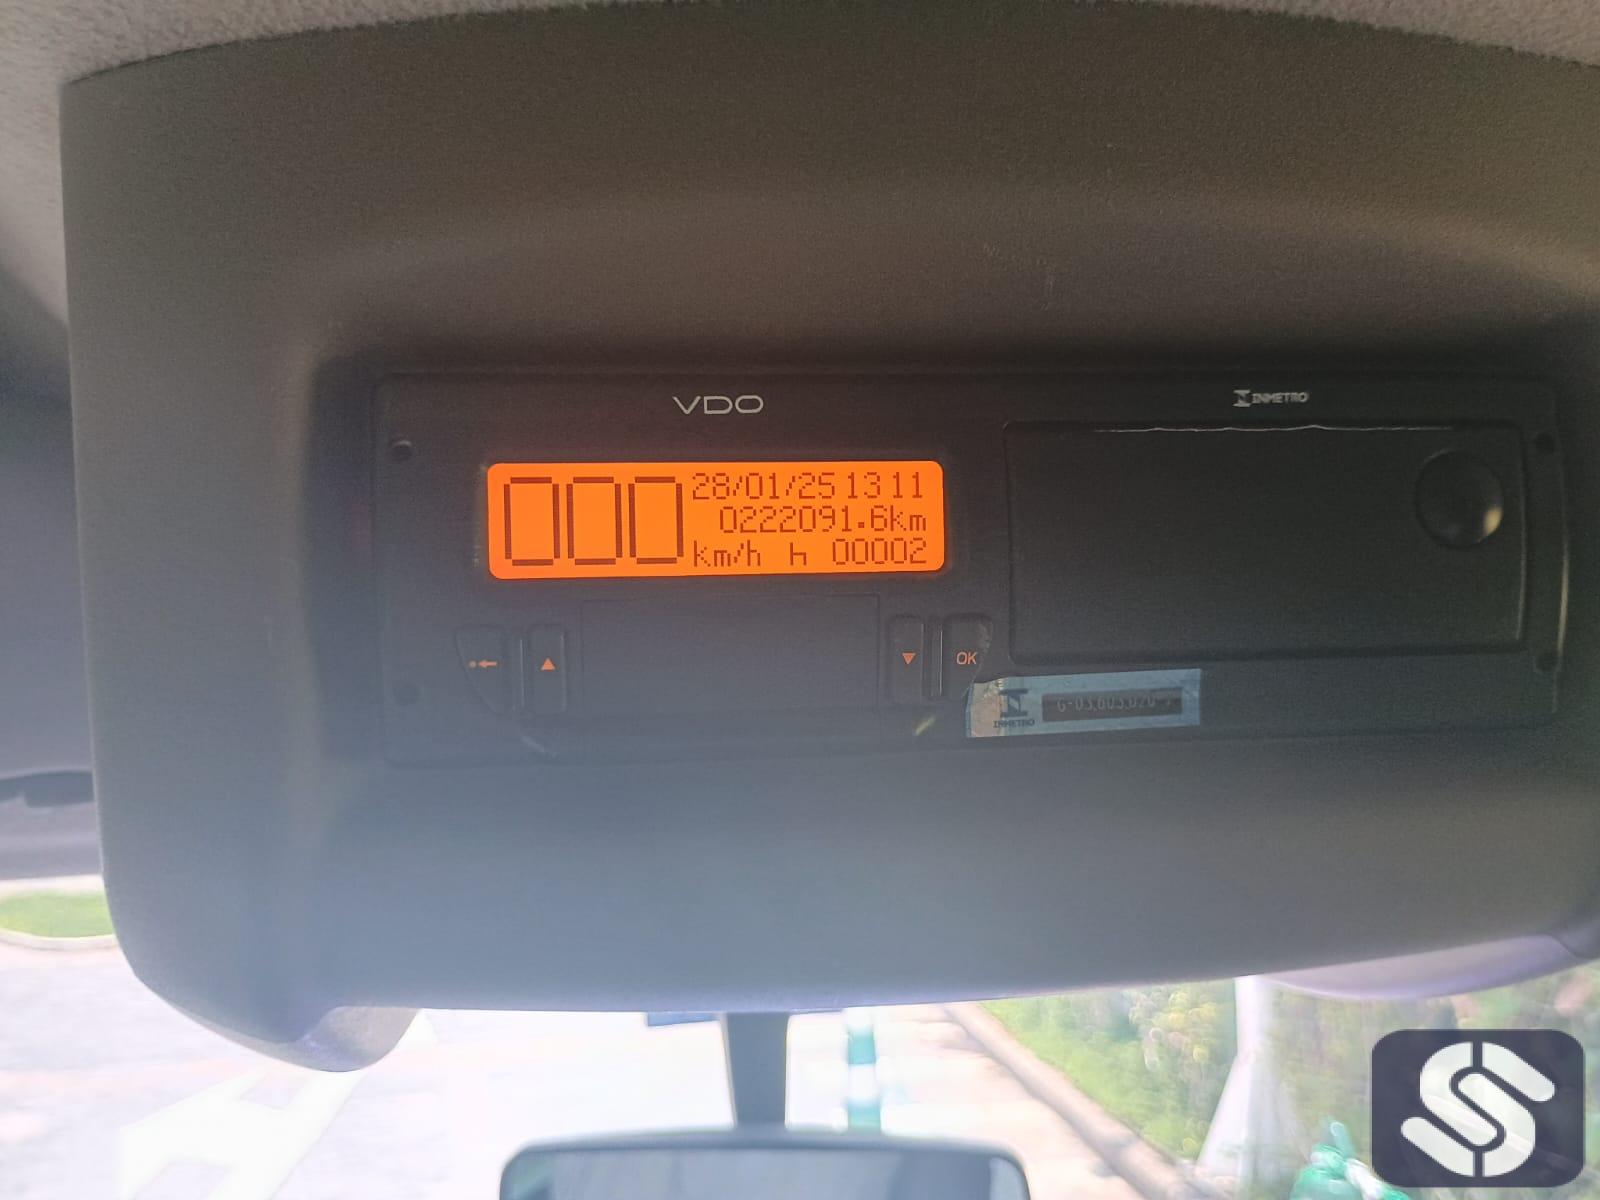 VDO
INMETRO
000
28/01/25 13 11
0222091.6km
km/h h 00002
OK
INMETRO